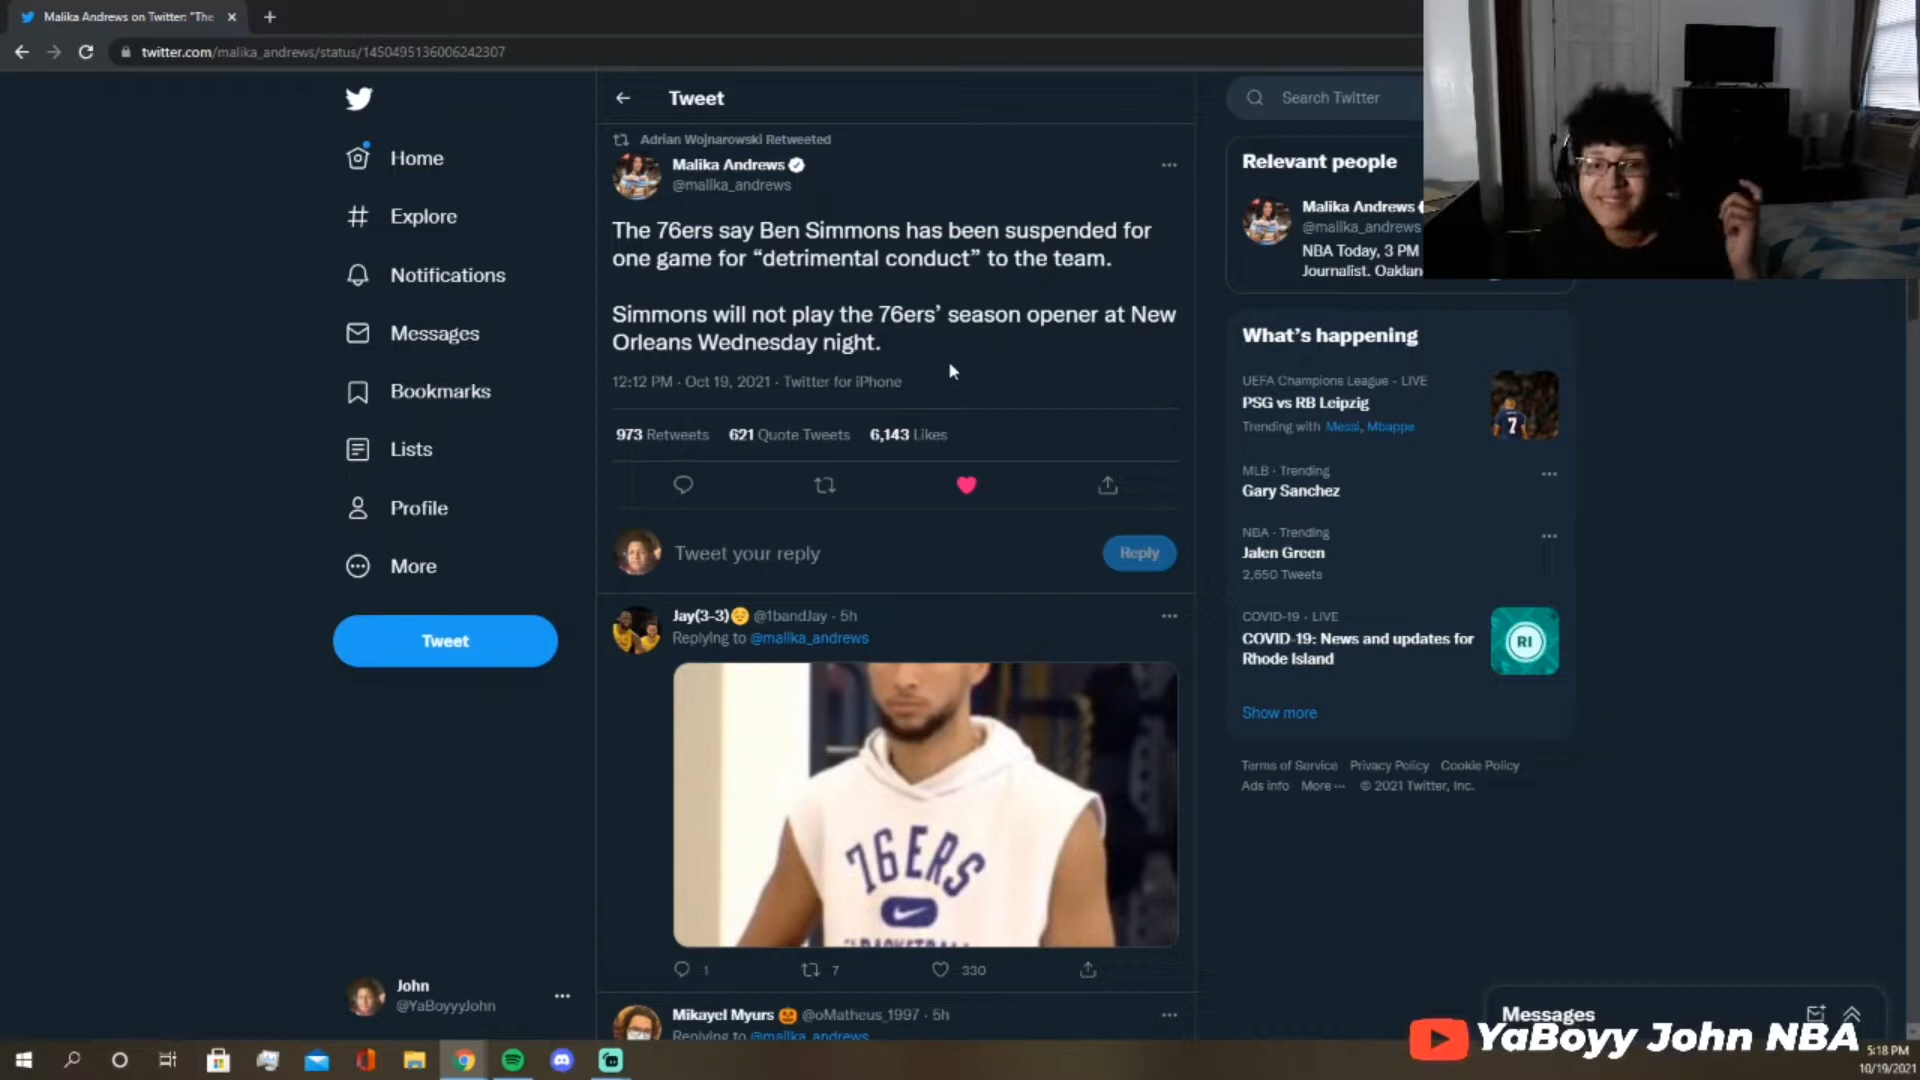 Malika Andrews on Twitter: "The
twitter.com/malika_andrews/status/1450495136006242307
Home
Explore
Notifications
Messages
Bookmarks
Lists
Profile
More
Tweet
John
@YaBoyyyJohn
Tweet
Adrian Wojnarowski Retweeted
Malika Andrews
@malika_andrews
The 76ers say Ben Simmons has been suspended for
one game for “detrimental conduct” to the team.
Simmons will not play the 76ers’ season opener at New
Orleans Wednesday night.
12:12 PM · Oct 19, 2021 · Twitter for iPhone
973 Retweets 621 Quote Tweets 6,143 Likes
Tweet your reply
Reply
Jay(3-3) @1bandJay · 5h
Replying to @malika_andrews
76ERS
BASKETBALL
1 7 330
Mikayel Myurs @oMatheus_1997 · 5h
Replying to @malika_andrews
Search Twitter
Relevant people
Malika Andrews
@malika_andrews
NBA Today, 3 PM
Journalist. Oaklan
What’s happening
UEFA Champions League · LIVE
PSG vs RB Leipzig
Trending with Messi, Mbappe
7
MLB · Trending
Gary Sanchez
NBA · Trending
Jalen Green
2,650 Tweets
COVID-19 · LIVE
COVID-19: News and updates for
Rhode Island
RI
Show more
Terms of Service Privacy Policy Cookie Policy
Ads info More ··· © 2021 Twitter, Inc.
Messages
YaBoyy John NBA
5:18 PM
10/19/2021